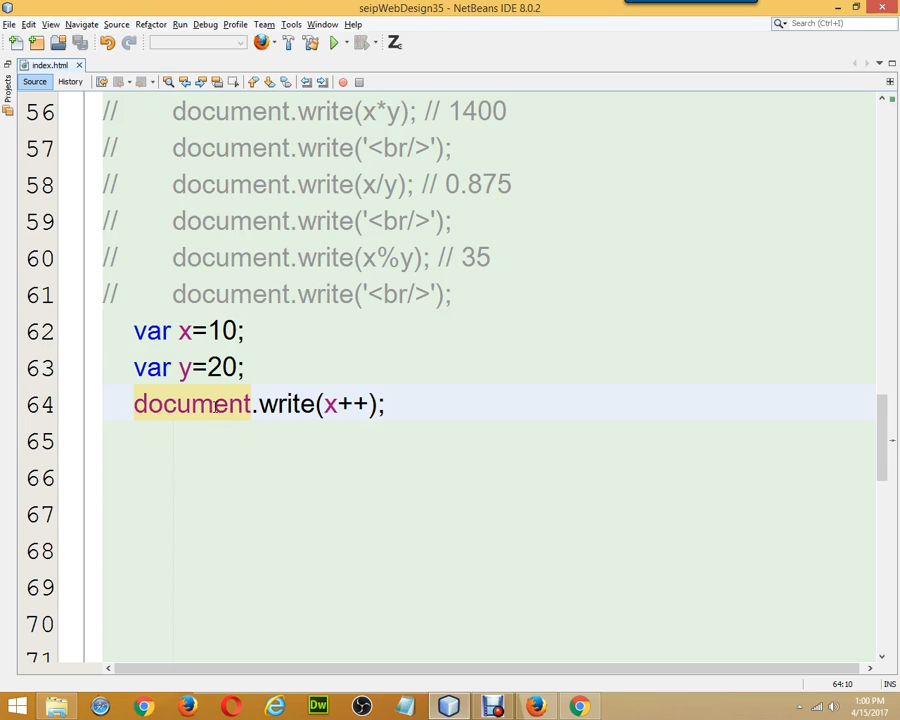 seipWebDesign35 - NetBeans IDE 8.0.2
File Edit View Navigate Source Refactor Run Debug Profile Team Tools Window Help
Search (Ctrl+I)
index.html
Projects
Source History
56 // document.write(x*y); // 1400
57 // document.write('<br/>');
58 // document.write(x/y); // 0.875
59 // document.write('<br/>');
60 // document.write(x%y); // 35
61 // document.write('<br/>');
62 var x=10;
63 var y=20;
64 document.write(x++);
65
66
67
68
69
70
71
64:10 INS
Dw
1:00 PM
4/15/2017